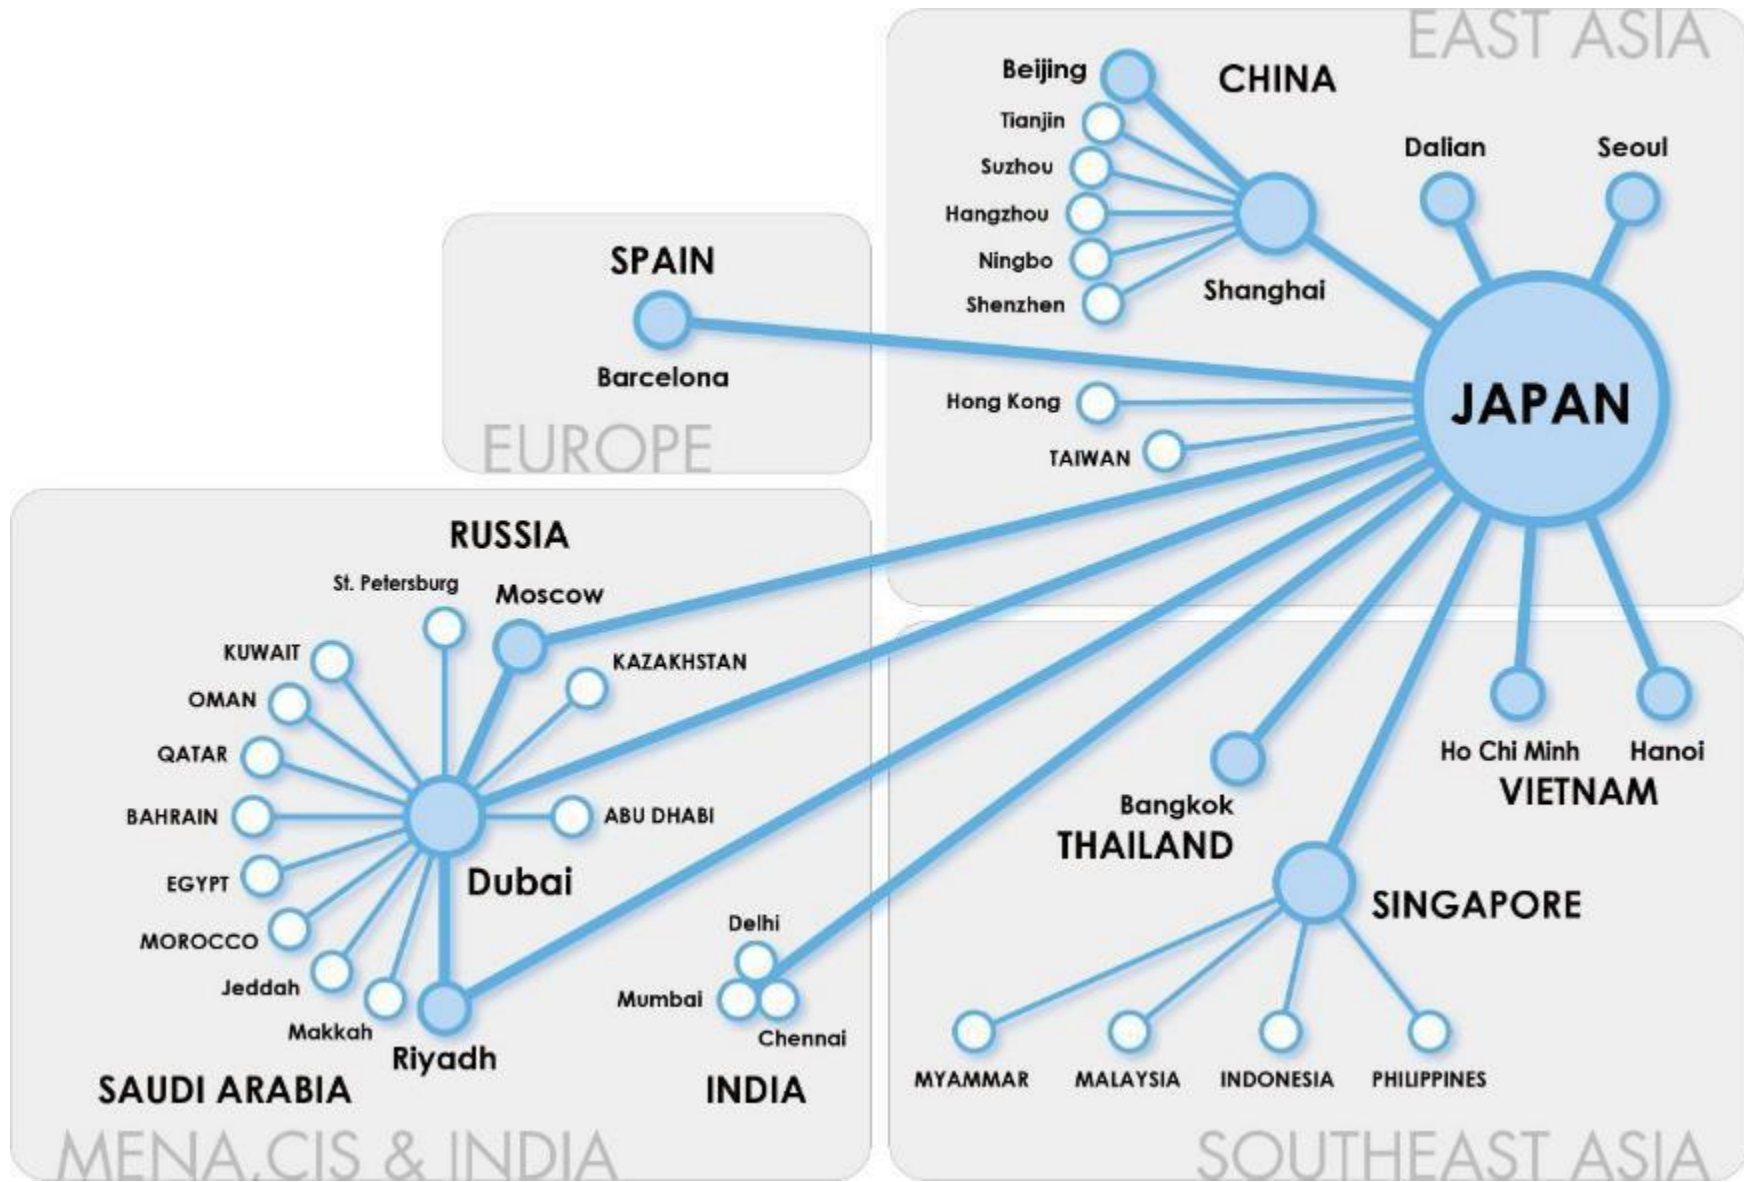 EAST ASIA
CHINA
Beijing
Tianjin
Suzhou
Hangzhou
Ningbo
Shenzhen
Shanghai
Dalian
Seoul
JAPAN
Hong Kong
TAIWAN
SPAIN
Barcelona
EUROPE
RUSSIA
St. Petersburg
Moscow
KUWAIT
KAZAKHSTAN
OMAN
QATAR
BAHRAIN
ABU DHABI
EGYPT
Dubai
MOROCCO
Jeddah
Makkah
Riyadh
SAUDI ARABIA
Delhi
Mumbai
Chennai
INDIA
MENA,CIS & INDIA
Ho Chi Minh
Hanoi
VIETNAM
Bangkok
THAILAND
SINGAPORE
MYAMMAR
MALAYSIA
INDONESIA
PHILIPPINES
SOUTHEAST ASIA